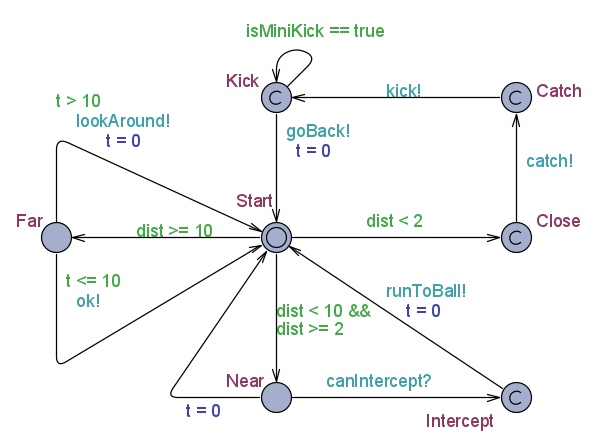 isMiniKick == true
Kick
C
kick!
C
Catch
t > 10
lookAround!
t = 0
goBack!
t = 0
catch!
Start
Far
dist >= 10
dist < 2
C
Close
t <= 10
ok!
runToBall!
t = 0
dist < 10 &&
dist >= 2
Near
canIntercept?
C
t = 0
Intercept